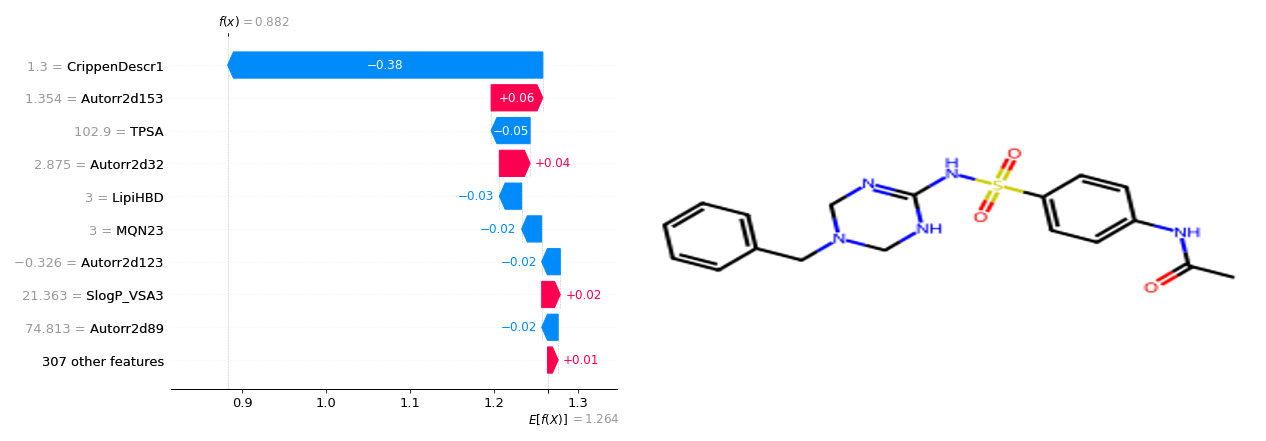 f(x) = 0.882
1.3 = CrippenDescr1
−0.38
1.354 = Autorr2d153
+0.06
102.9 = TPSA
−0.05
2.875 = Autorr2d32
+0.04
3 = LipiHBD
−0.03
3 = MQN23
−0.02
−0.326 = Autorr2d123
−0.02
21.363 = SlogP_VSA3
+0.02
74.813 = Autorr2d89
−0.02
307 other features
+0.01
0.9 1.0 1.1 1.2 1.3
E[f(X)] = 1.264
H
N
O
S
O
N
N
NH
NH
O